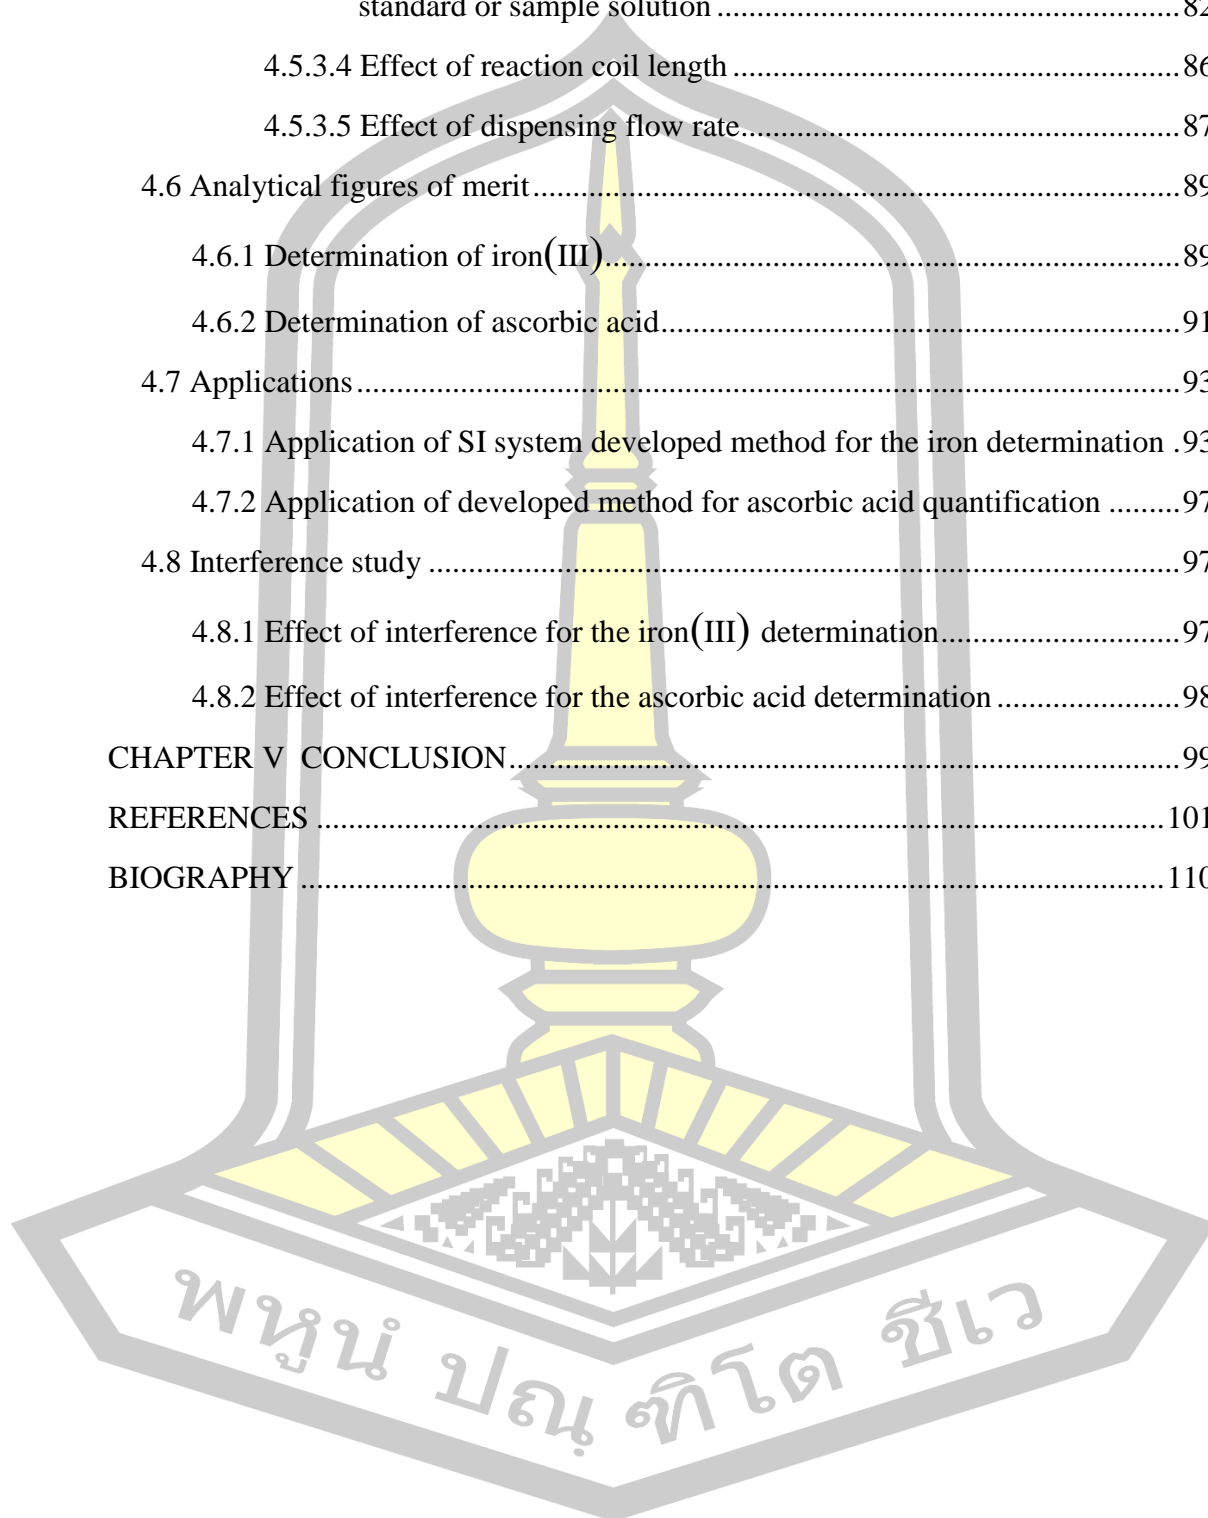 standard or sample solution ........................................................ 82
4.5.3.4 Effect of reaction coil length ...................................................... 86
4.5.3.5 Effect of dispensing flow rate..................................................... 87
4.6 Analytical figures of merit ............................................................................... 89
4.6.1 Determination of iron(III)...................................................................... 89
4.6.2 Determination of ascorbic acid............................................................... 91
4.7 Applications .................................................................................................... 93
4.7.1 Application of SI system developed method for the iron determination . 93
4.7.2 Application of developed method for ascorbic acid quantification ......... 97
4.8 Interference study ........................................................................................... 97
4.8.1 Effect of interference for the iron(III) determination............................. 97
4.8.2 Effect of interference for the ascorbic acid determination ...................... 98
CHAPTER V  CONCLUSION................................................................................. 99
REFERENCES ...................................................................................................... 101
BIOGRAPHY ........................................................................................................ 110
พหูนํ ปณฺฑิโต ชีเว